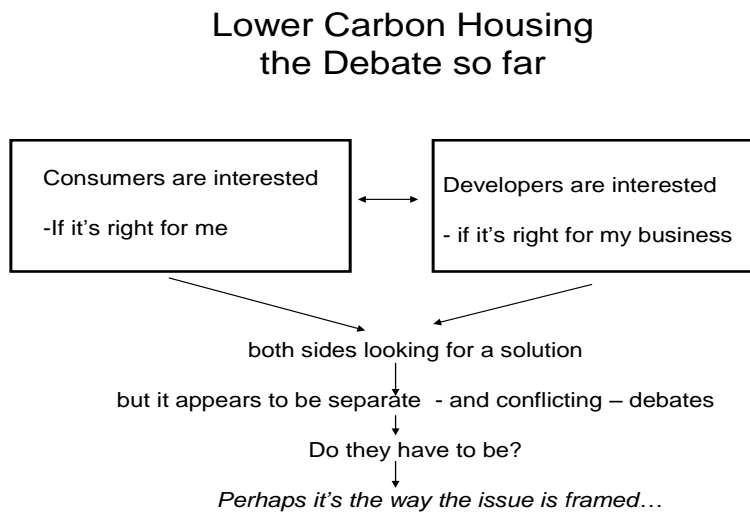 Lower Carbon Housing
the Debate so far
Consumers are interested
-If it's right for me
Developers are interested
- if it's right for my business
both sides looking for a solution
but it appears to be separate  - and conflicting – debates
Do they have to be?
Perhaps it's the way the issue is framed…